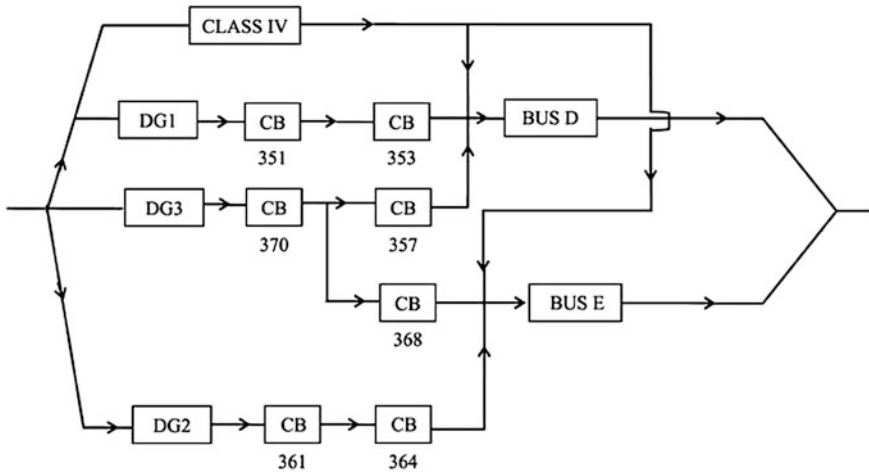 CLASS IV
DG1 CB CB BUS D
351 353
DG3 CB CB
370 357
CB BUS E
368
DG2 CB CB
361 364